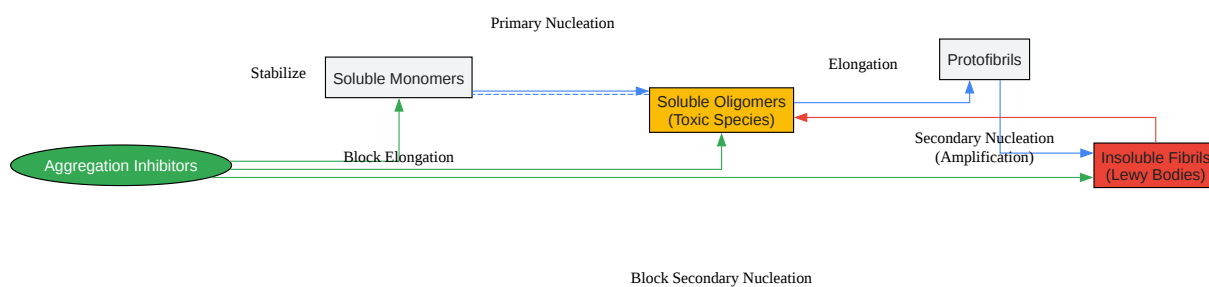 Primary Nucleation
Stabilize
Soluble Monomers
Elongation
Protofibrils
Soluble Oligomers
(Toxic Species)
Secondary Nucleation
(Amplification)
Block Elongation
Aggregation Inhibitors
Insoluble Fibrils
(Lewy Bodies)
Block Secondary Nucleation